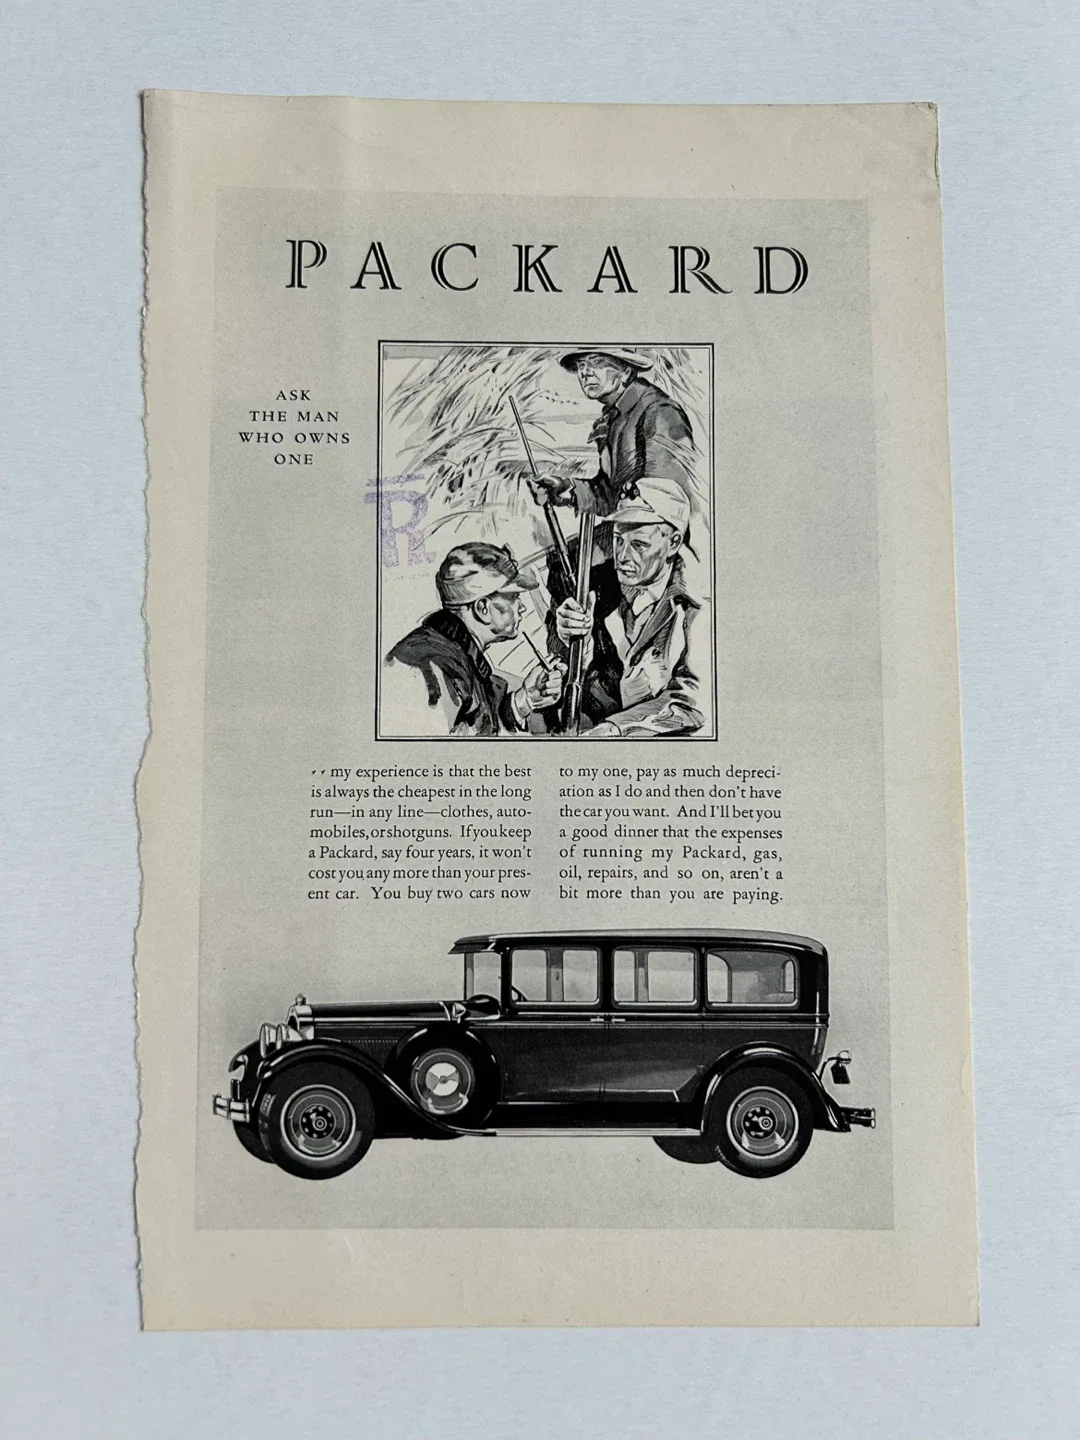 PACKARD
ASK
THE MAN
WHO OWNS
ONE
R
my experience is that the best
is always the cheapest in the long
run—in any line—clothes, auto-
mobiles, or shotguns. If you keep
a Packard, say four years, it won't
cost you any more than your pres-
ent car. You buy two cars now
to my one, pay as much depreci-
ation as I do and then don't have
the car you want. And I'll bet you
a good dinner that the expenses
of running my Packard, gas,
oil, repairs, and so on, aren't a
bit more than you are paying.